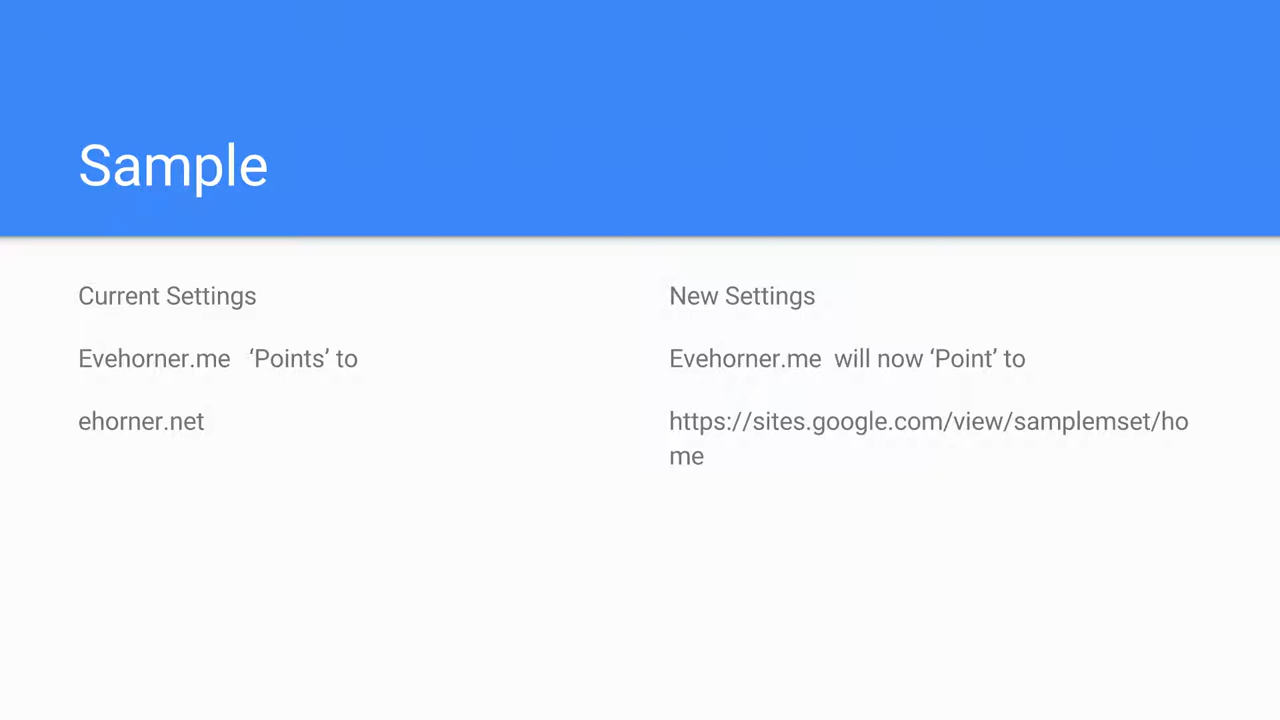 Sample
Current Settings
Evehorner.me ‘Points’ to
ehorner.net
New Settings
Evehorner.me will now ‘Point’ to
https://sites.google.com/view/samplemset/ho
me